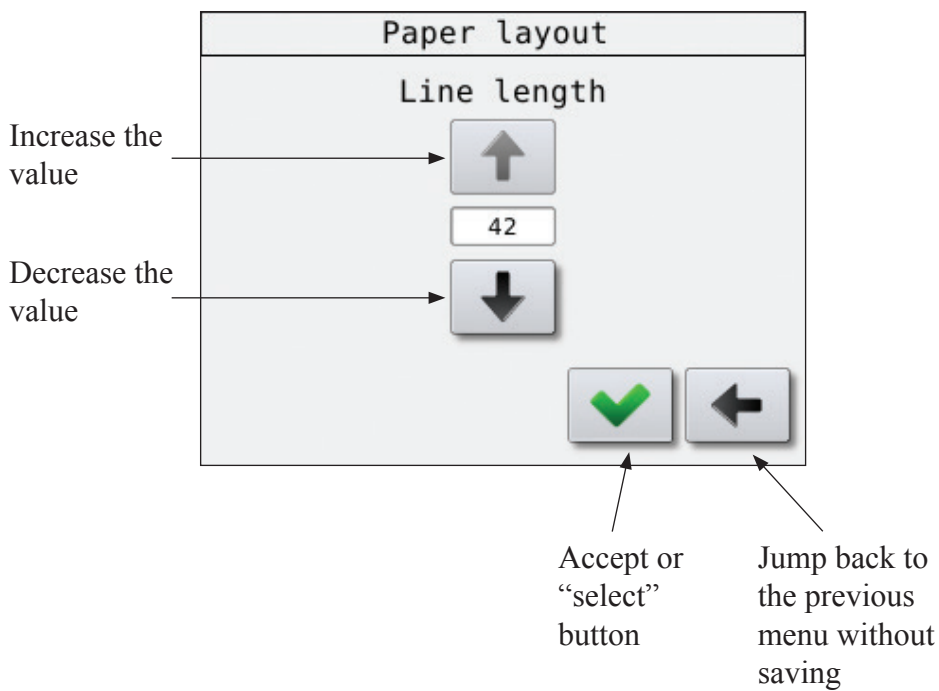 Paper layout
Line length
Increase the
value
42
Decrease the
value
Accept or
“select”
button
Jump back to
the previous
menu without
saving